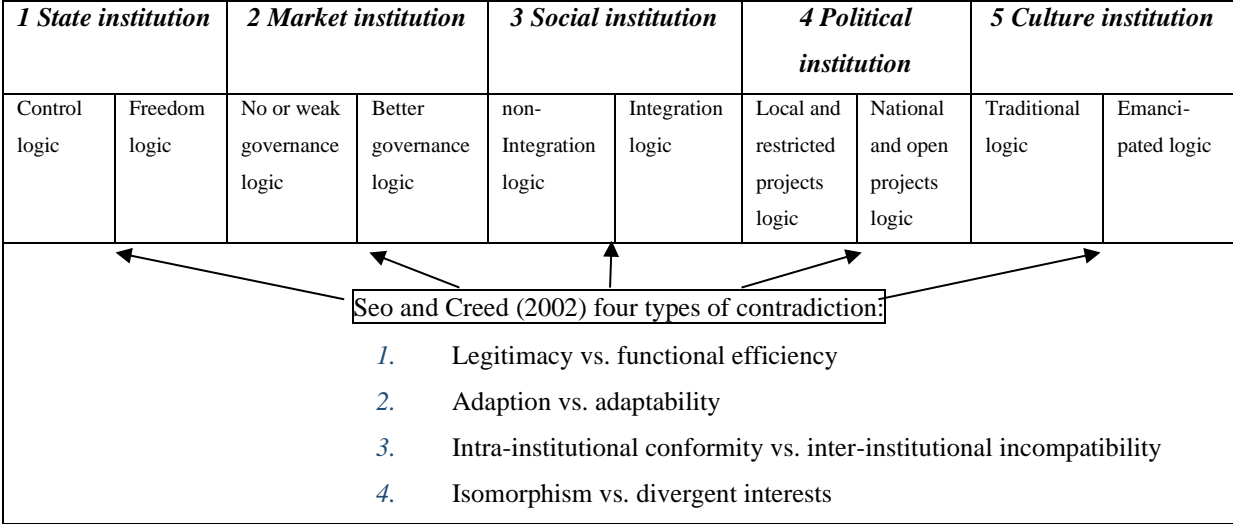 1 State institution
2 Market institution
3 Social institution
4 Political
institution
5 Culture institution
Control
logic
Freedom
logic
No or weak
governance
logic
Better
governance
logic
non-
Integration
logic
Integration
logic
Local and
restricted
projects
logic
National
and open
projects
logic
Traditional
logic
Emanci-
pated logic
Seo and Creed (2002) four types of contradiction:
1. Legitimacy vs. functional efficiency
2. Adaption vs. adaptability
3. Intra-institutional conformity vs. inter-institutional incompatibility
4. Isomorphism vs. divergent interests